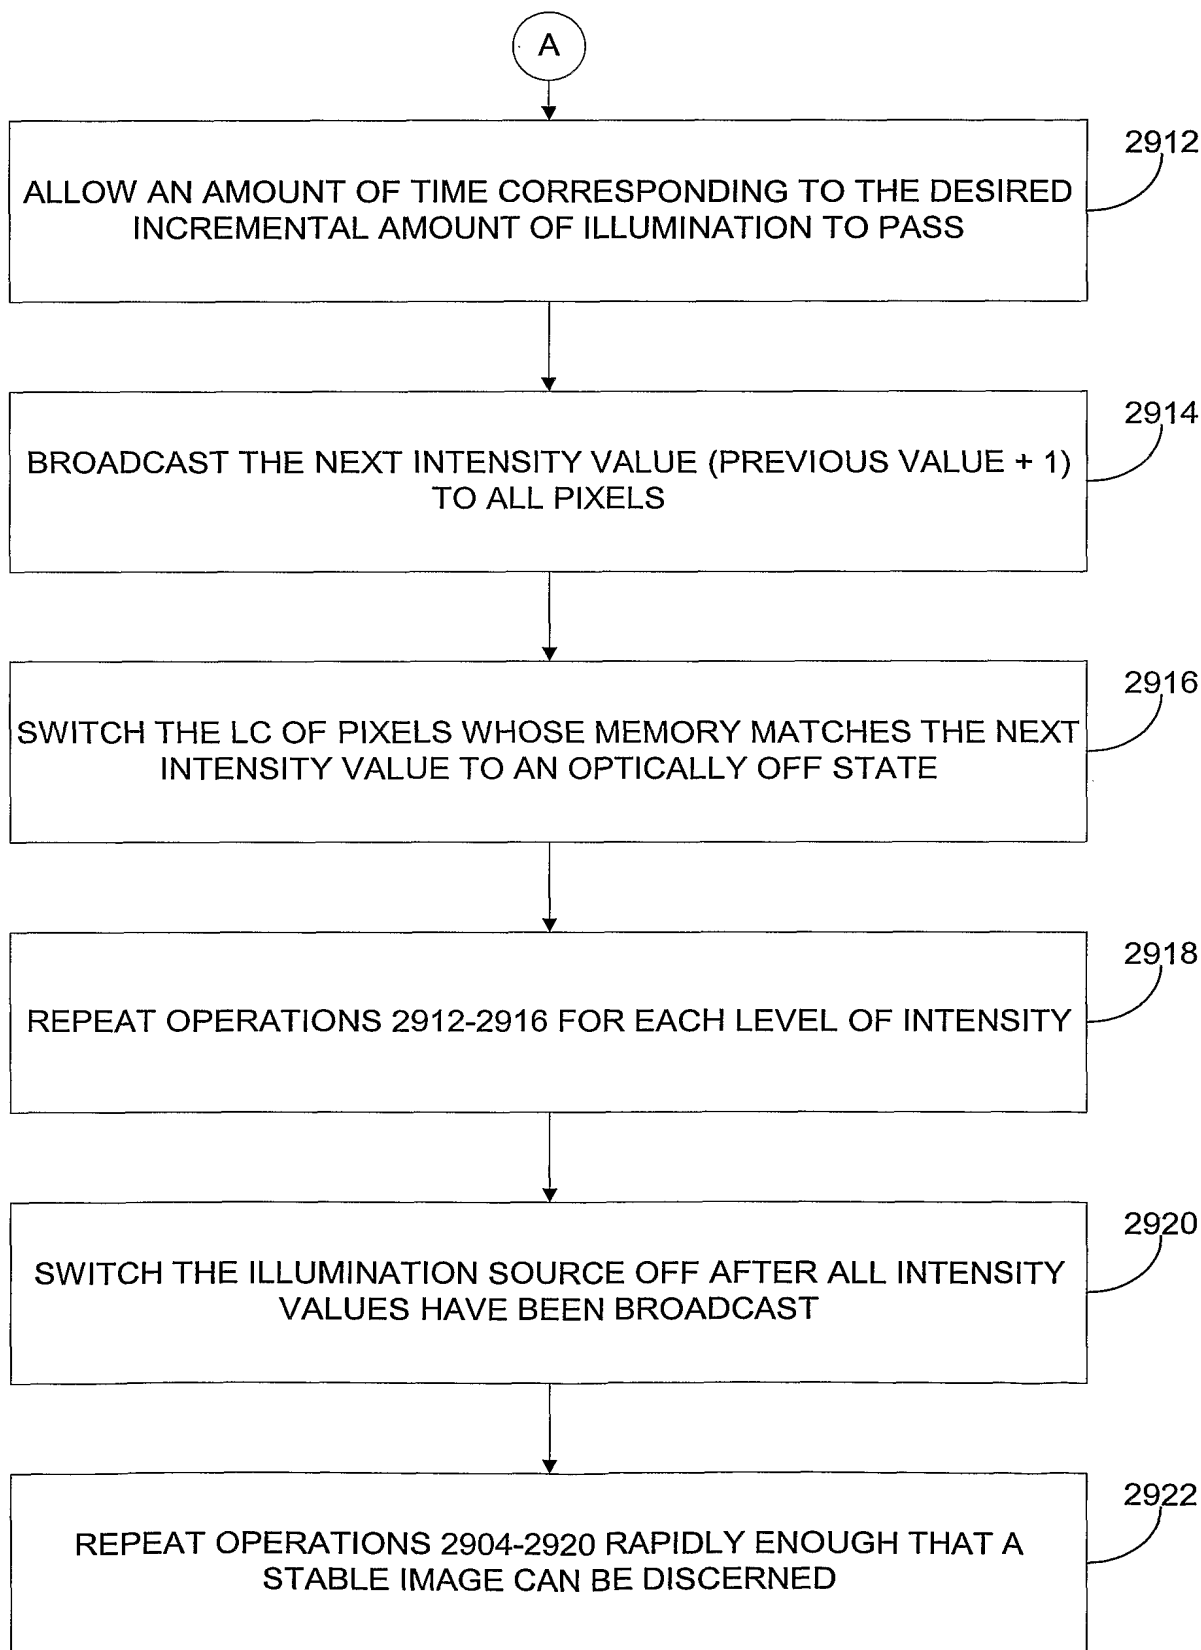 A
2912
ALLOW AN AMOUNT OF TIME CORRESPONDING TO THE DESIRED
INCREMENTAL AMOUNT OF ILLUMINATION TO PASS
2914
BROADCAST THE NEXT INTENSITY VALUE (PREVIOUS VALUE + 1)
TO ALL PIXELS
2916
SWITCH THE LC OF PIXELS WHOSE MEMORY MATCHES THE NEXT
INTENSITY VALUE TO AN OPTICALLY OFF STATE
2918
REPEAT OPERATIONS 2912-2916 FOR EACH LEVEL OF INTENSITY
2920
SWITCH THE ILLUMINATION SOURCE OFF AFTER ALL INTENSITY
VALUES HAVE BEEN BROADCAST
2922
REPEAT OPERATIONS 2904-2920 RAPIDLY ENOUGH THAT A
STABLE IMAGE CAN BE DISCERNED